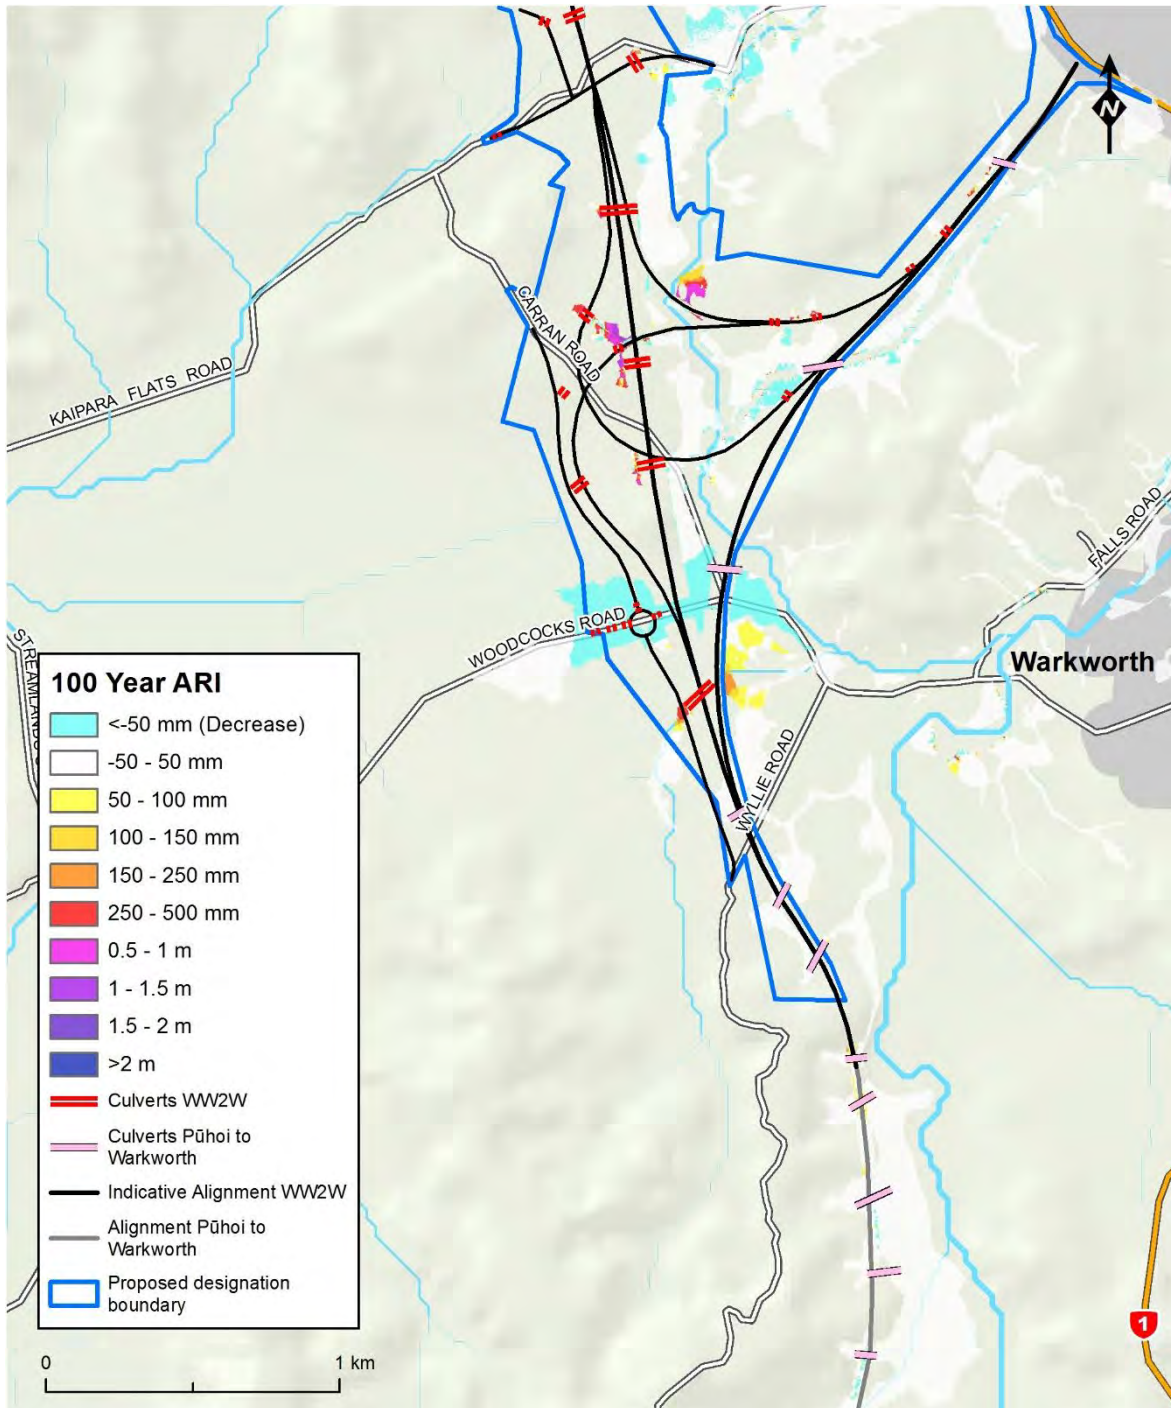 N
CARRAN ROAD
KAIPARA FLATS ROAD
FALLS ROAD
WOODCOCKS ROAD
Warkworth
STREAMLANDS
WYLLIE ROAD
100 Year ARI
<-50 mm (Decrease)
-50 - 50 mm
50 - 100 mm
100 - 150 mm
150 - 250 mm
250 - 500 mm
0.5 - 1 m
1 - 1.5 m
1.5 - 2 m
>2 m
Culverts WW2W
Culverts Pūhoi to
Warkworth
Indicative Alignment WW2W
Alignment Pūhoi to
Warkworth
Proposed designation
boundary
1
0 1 km